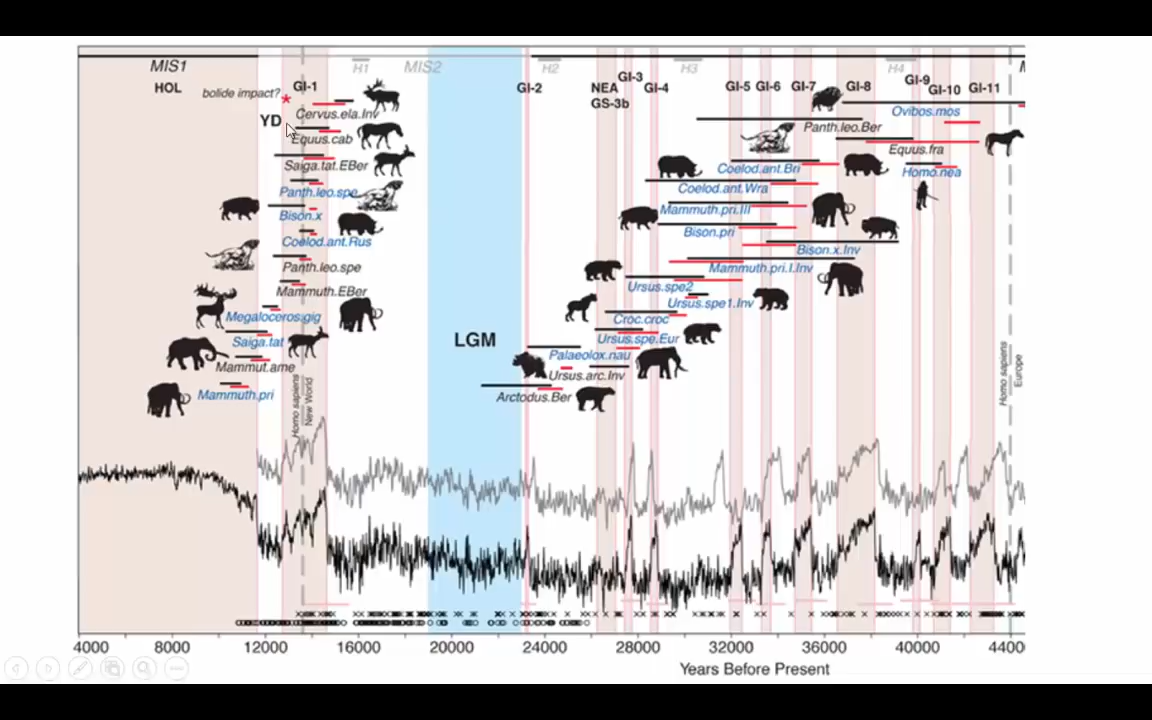 MIS1
H1
MIS2
H2
H3
H4
HOL
bolide impact?
*
GI-1
YD
GI-2
NEA
GS-3b
GI-3
GI-4
GI-5
GI-6
GI-7
GI-8
GI-9
GI-10
GI-11
Cervus.ela.Inv
Equus.cab
Saiga.tat.EBer
Panth.leo.spe
Bison.x
Coelod.ant.Rus
Panth.leo.spe
Mammuth.EBer
Megaloceros.gig
Saiga.tat
Mammut.ame
Mammuth.pri
Homo sapiens
New World
LGM
Ovibos.mos
Panth.leo.Ber
Equus.fra
Coelod.ant.Bri
Homo.nea
Coelod.ant.Wra
Mammuth.pri.III
Bison.pri
Bison.x.Inv
Mammuth.pri.I.Inv
Ursus.spe2
Ursus.spe1.Inv
Croc.croc
Ursus.spe.Eur
Palaeolox.nau
Ursus.arc.Inv
Arctodus.Ber
Homo sapiens
Europe
4000
8000
12000
16000
20000
24000
28000
32000
36000
40000
4400
Years Before Present